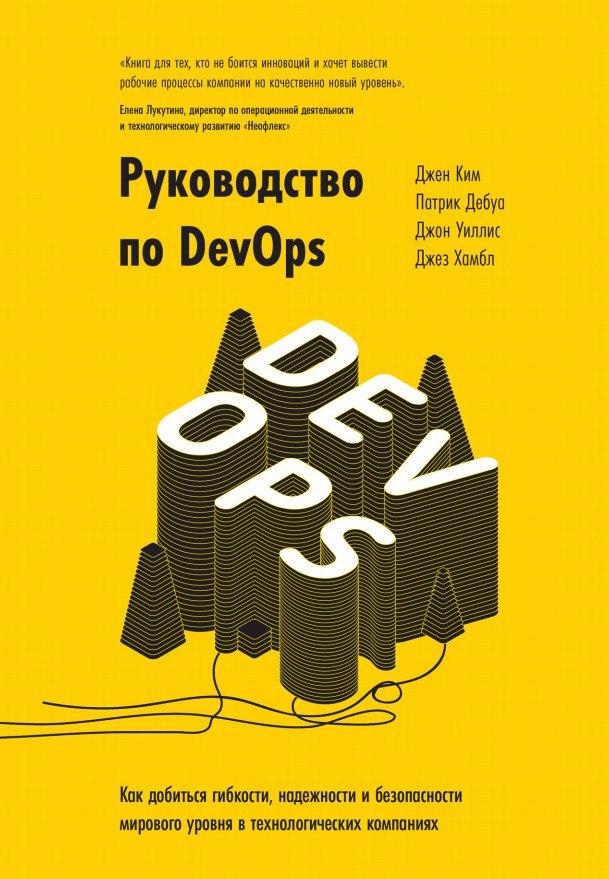 «Книга для тех, кто не боится инноваций и хочет вывести
рабочие процессы компании на качественно новый уровень».
Елена Лукутина, директор по операционной деятельности
и технологическому развитию «Неофлекс»
Руководство
по DevOps
Джен Ким
Патрик Дебуа
Джон Уиллис
Джез Хамбл
DEV
OPS
Как добиться гибкости, надежности и безопасности
мирового уровня в технологических компаниях